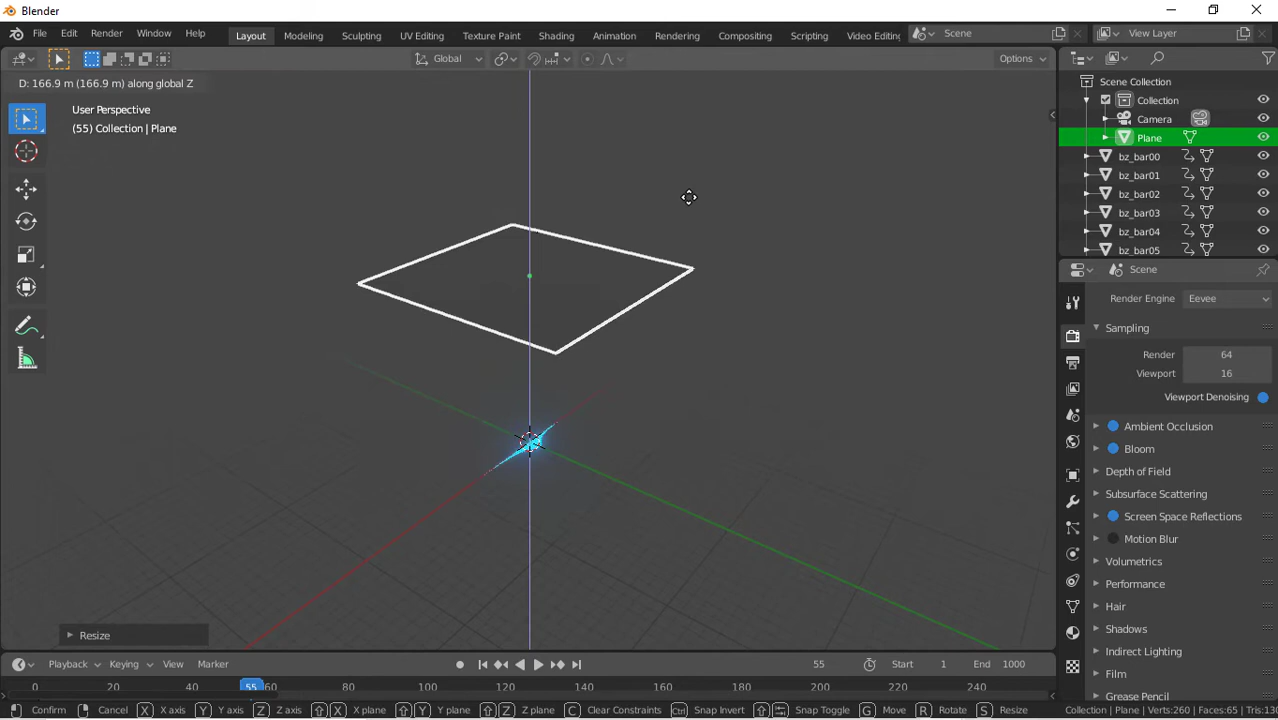 Blender
File Edit Render Window Help Layout Modeling Sculpting UV Editing Texture Paint Shading Animation Rendering Compositing Scripting Video Editing Scene View Layer
Global Options
D: 166.9 m (166.9 m) along global Z
User Perspective
(55) Collection | Plane
Scene Collection
Collection
Camera
Plane
bz_bar00
bz_bar01
bz_bar02
bz_bar03
bz_bar04
bz_bar05
Scene
Render Engine Eevee
Sampling
Render 64
Viewport 16
Viewport Denoising
Ambient Occlusion
Bloom
Depth of Field
Subsurface Scattering
Screen Space Reflections
Motion Blur
Volumetrics
Performance
Hair
Shadows
Indirect Lighting
Film
Grease Pencil
Resize
Playback Keying View Marker 55 Start 1 End 1000
0 20 40 55 60 80 100 120 140 160 180 200 220 240
Confirm Cancel X X axis Y Y axis Z Z axis X X plane Y Y plane Z Z plane C Clear Constraints Ctrl Snap Invert Snap Toggle G Move R Rotate S Resize Collection | Plane | Verts:260 | Faces:65 | Tris:130